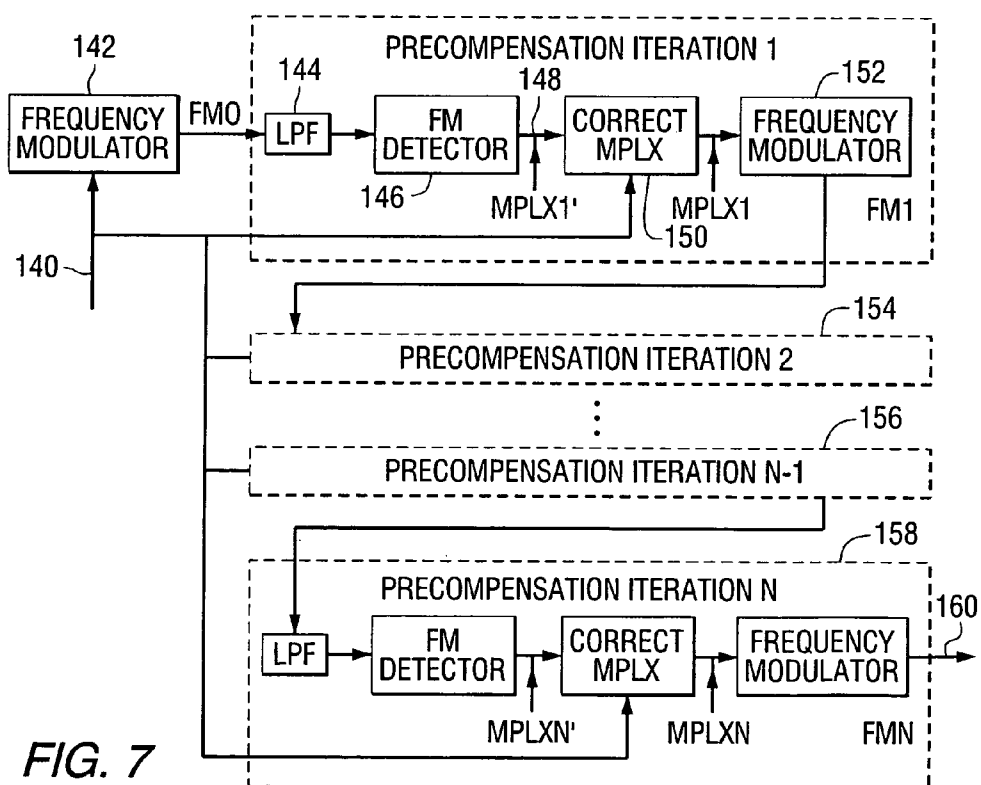 PRECOMPENSATION ITERATION 1
142
144
148
152
FREQUENCY
MODULATOR
FM0
LPF
FM
DETECTOR
CORRECT
MPLX
FREQUENCY
MODULATOR
146
MPLX1'
MPLX1
150
FM1
140
154
PRECOMPENSATION ITERATION 2
156
PRECOMPENSATION ITERATION N-1
158
PRECOMPENSATION ITERATION N
160
LPF
FM
DETECTOR
CORRECT
MPLX
FREQUENCY
MODULATOR
MPLXN'
MPLXN
FMN
FIG. 7